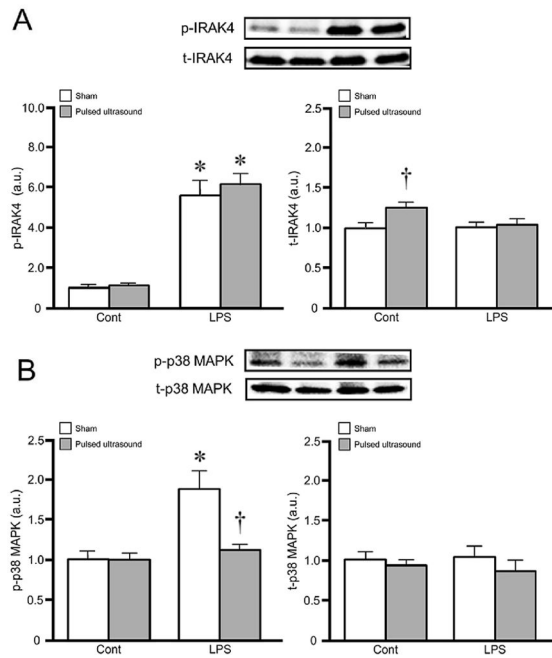 A
p-IRAK4
t-IRAK4
Sham
Pulsed ultrasound
10.0
8.0
6.0
4.0
2.0
0
p-IRAK4 (a.u.)
* *
Cont LPS
Sham
Pulsed ultrasound
2.5
2.0
1.5
1.0
0.5
0
t-IRAK4 (a.u.)
†
Cont LPS
B
p-p38 MAPK
t-p38 MAPK
Sham
Pulsed ultrasound
2.5
2.0
1.5
1.0
0.5
0
p-p38 MAPK (a.u.)
*
†
Cont LPS
Sham
Pulsed ultrasound
2.5
2.0
1.5
1.0
0.5
0
t-p38 MAPK (a.u.)
Cont LPS